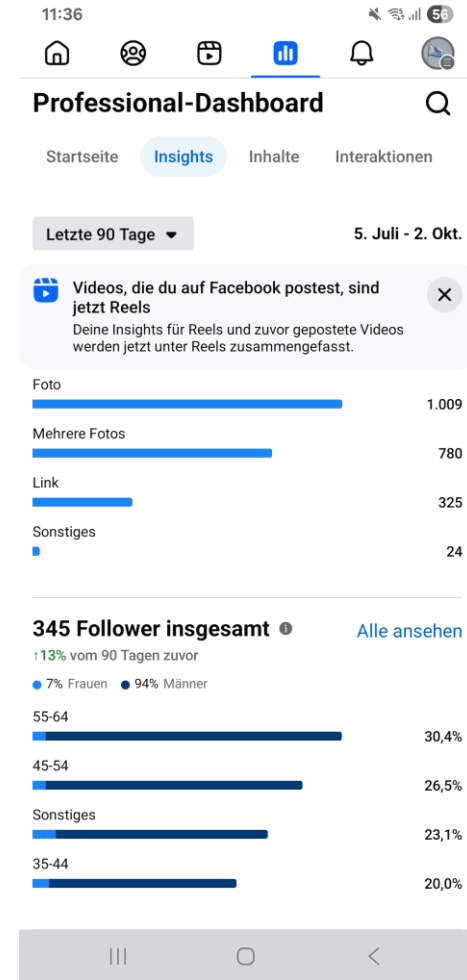 11:36
56
Professional-Dashboard
Startseite
Insights
Inhalte
Interaktionen
Letzte 90 Tage
5. Juli - 2. Okt.
Videos, die du auf Facebook postest, sind
jetzt Reels
Deine Insights für Reels und zuvor gepostete Videos
werden jetzt unter Reels zusammengefasst.
Foto
1.009
Mehrere Fotos
780
Link
325
Sonstiges
24
345 Follower insgesamt
Alle ansehen
↑13% vom 90 Tagen zuvor
7% Frauen
94% Männer
55-64
30,4%
45-54
26,5%
Sonstiges
23,1%
35-44
20,0%